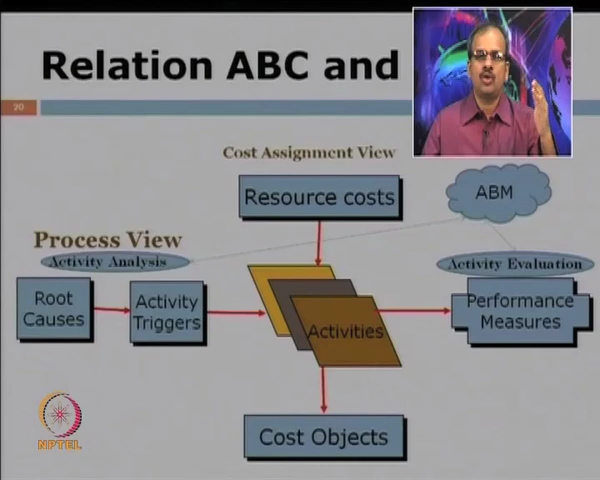 Relation ABC and
20
Cost Assignment View
Resource costs
ABM
Process View
Activity Analysis
Activity Evaluation
Root
Causes
Activity
Triggers
Activities
Performance
Measures
Cost Objects
NPTEL